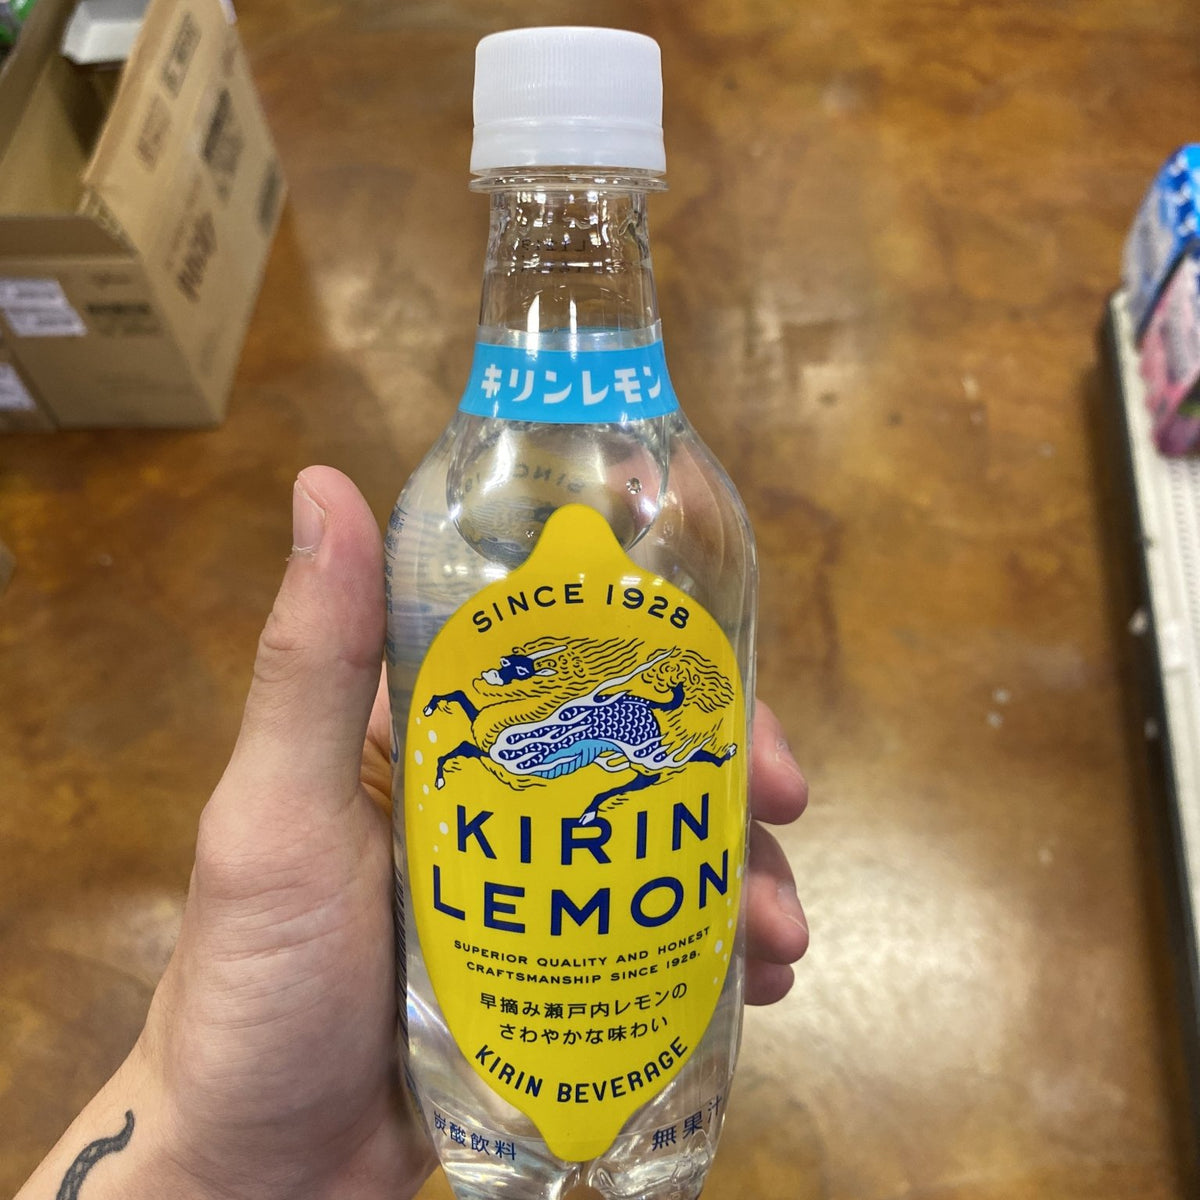 キリンレモン
SINCE 1928
KIRIN
LEMON
SUPERIOR QUALITY AND HONEST
CRAFTSMANSHIP SINCE 1928.
早摘み瀬戸内レモンの
さわやかな味わい
KIRIN BEVERAGE
炭酸飲料
無果汁